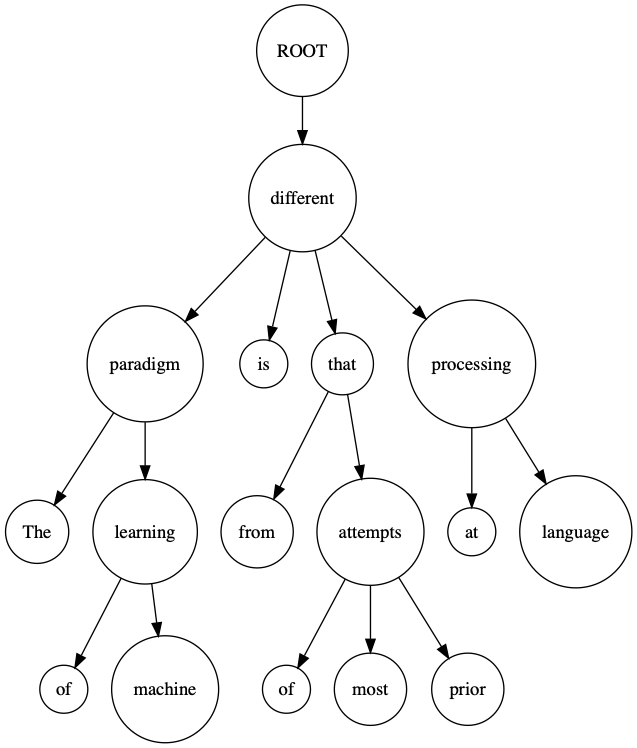 ROOT
different
paradigm is that processing
The learning from attempts at language
of machine of most prior